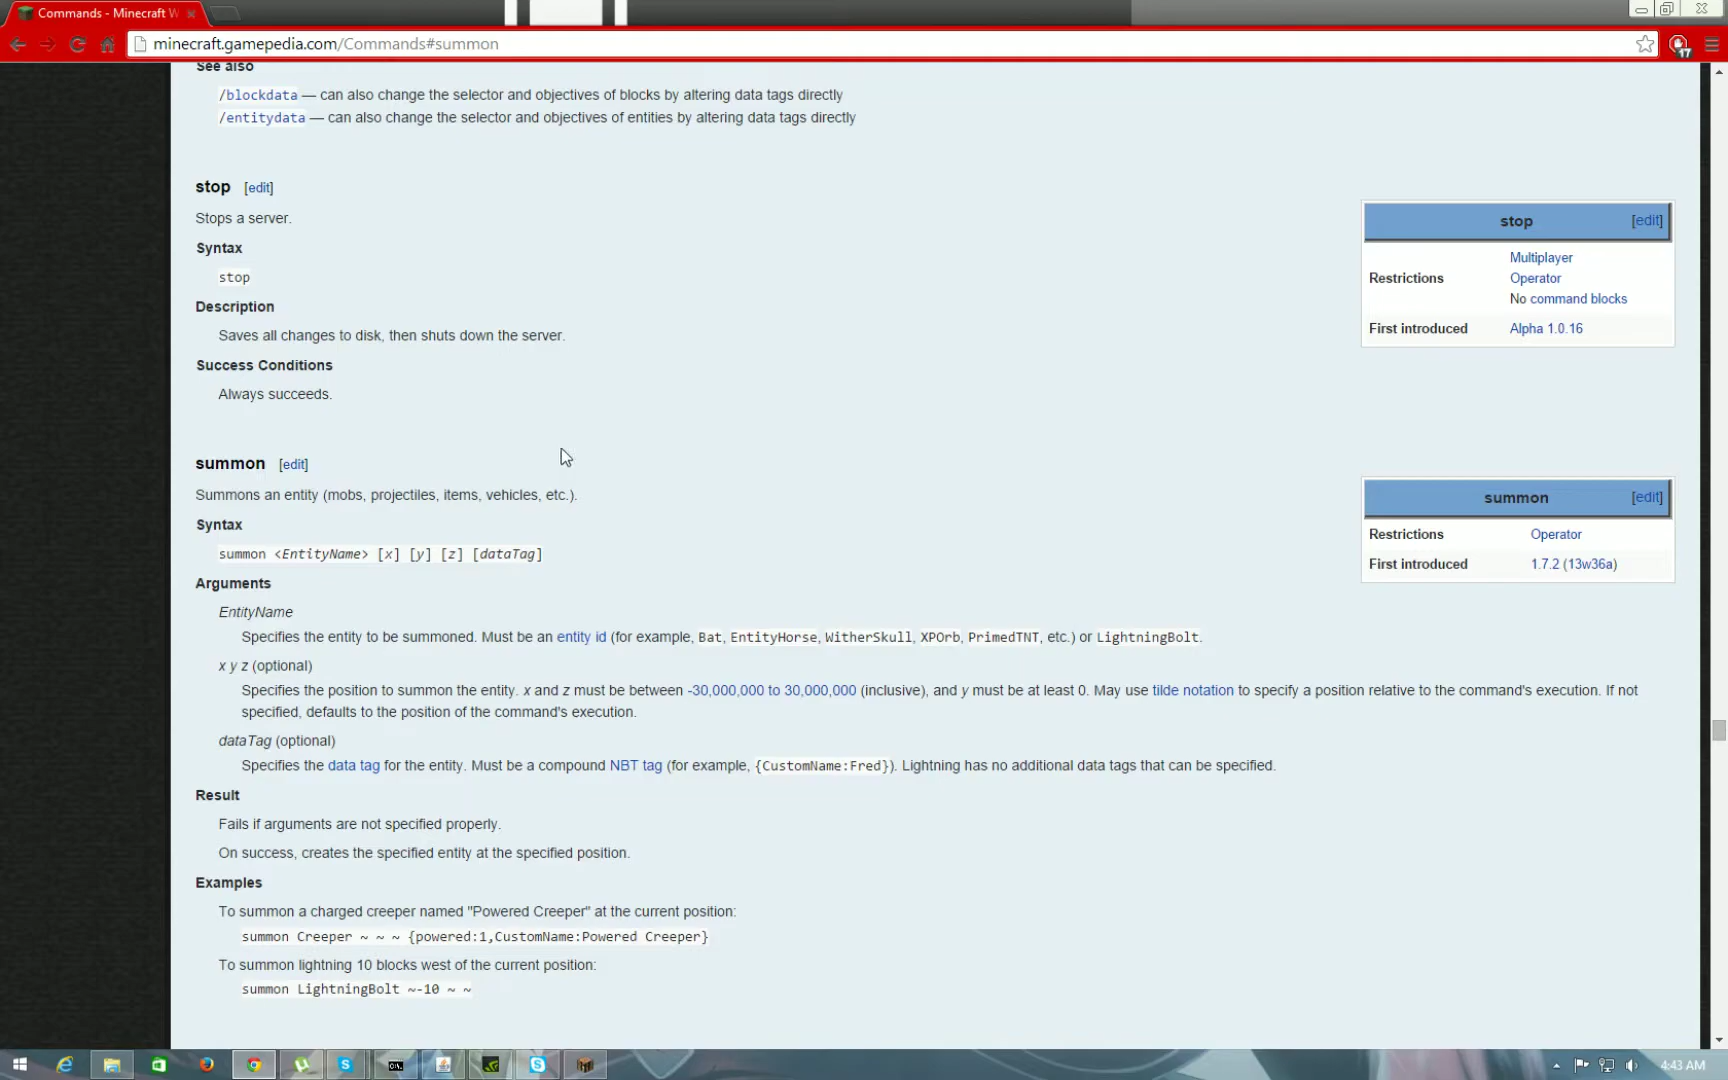 Commands - Minecraft W
minecraft.gamepedia.com/Commands#summon
17
See also
/blockdata — can also change the selector and objectives of blocks by altering data tags directly
/entitydata — can also change the selector and objectives of entities by altering data tags directly
stop [edit]
Stops a server.
Syntax
stop
Description
Saves all changes to disk, then shuts down the server.
Success Conditions
Always succeeds.
stop [edit]
Restrictions Multiplayer
Operator
No command blocks
First introduced Alpha 1.0.16
summon [edit]
Summons an entity (mobs, projectiles, items, vehicles, etc.).
Syntax
summon <EntityName> [x] [y] [z] [dataTag]
Arguments
EntityName
Specifies the entity to be summoned. Must be an entity id (for example, Bat, EntityHorse, WitherSkull, XPOrb, PrimedTNT, etc.) or LightningBolt.
x y z (optional)
Specifies the position to summon the entity. x and z must be between -30,000,000 to 30,000,000 (inclusive), and y must be at least 0. May use tilde notation to specify a position relative to the command's execution. If not
specified, defaults to the position of the command's execution.
dataTag (optional)
Specifies the data tag for the entity. Must be a compound NBT tag (for example, {CustomName:Fred}). Lightning has no additional data tags that can be specified.
Result
Fails if arguments are not specified properly.
On success, creates the specified entity at the specified position.
Examples
To summon a charged creeper named "Powered Creeper" at the current position:
summon Creeper ~ ~ ~ {powered:1,CustomName:Powered Creeper}
To summon lightning 10 blocks west of the current position:
summon LightningBolt ~-10 ~ ~
summon [edit]
Restrictions Operator
First introduced 1.7.2 (13w36a)
4:43 AM